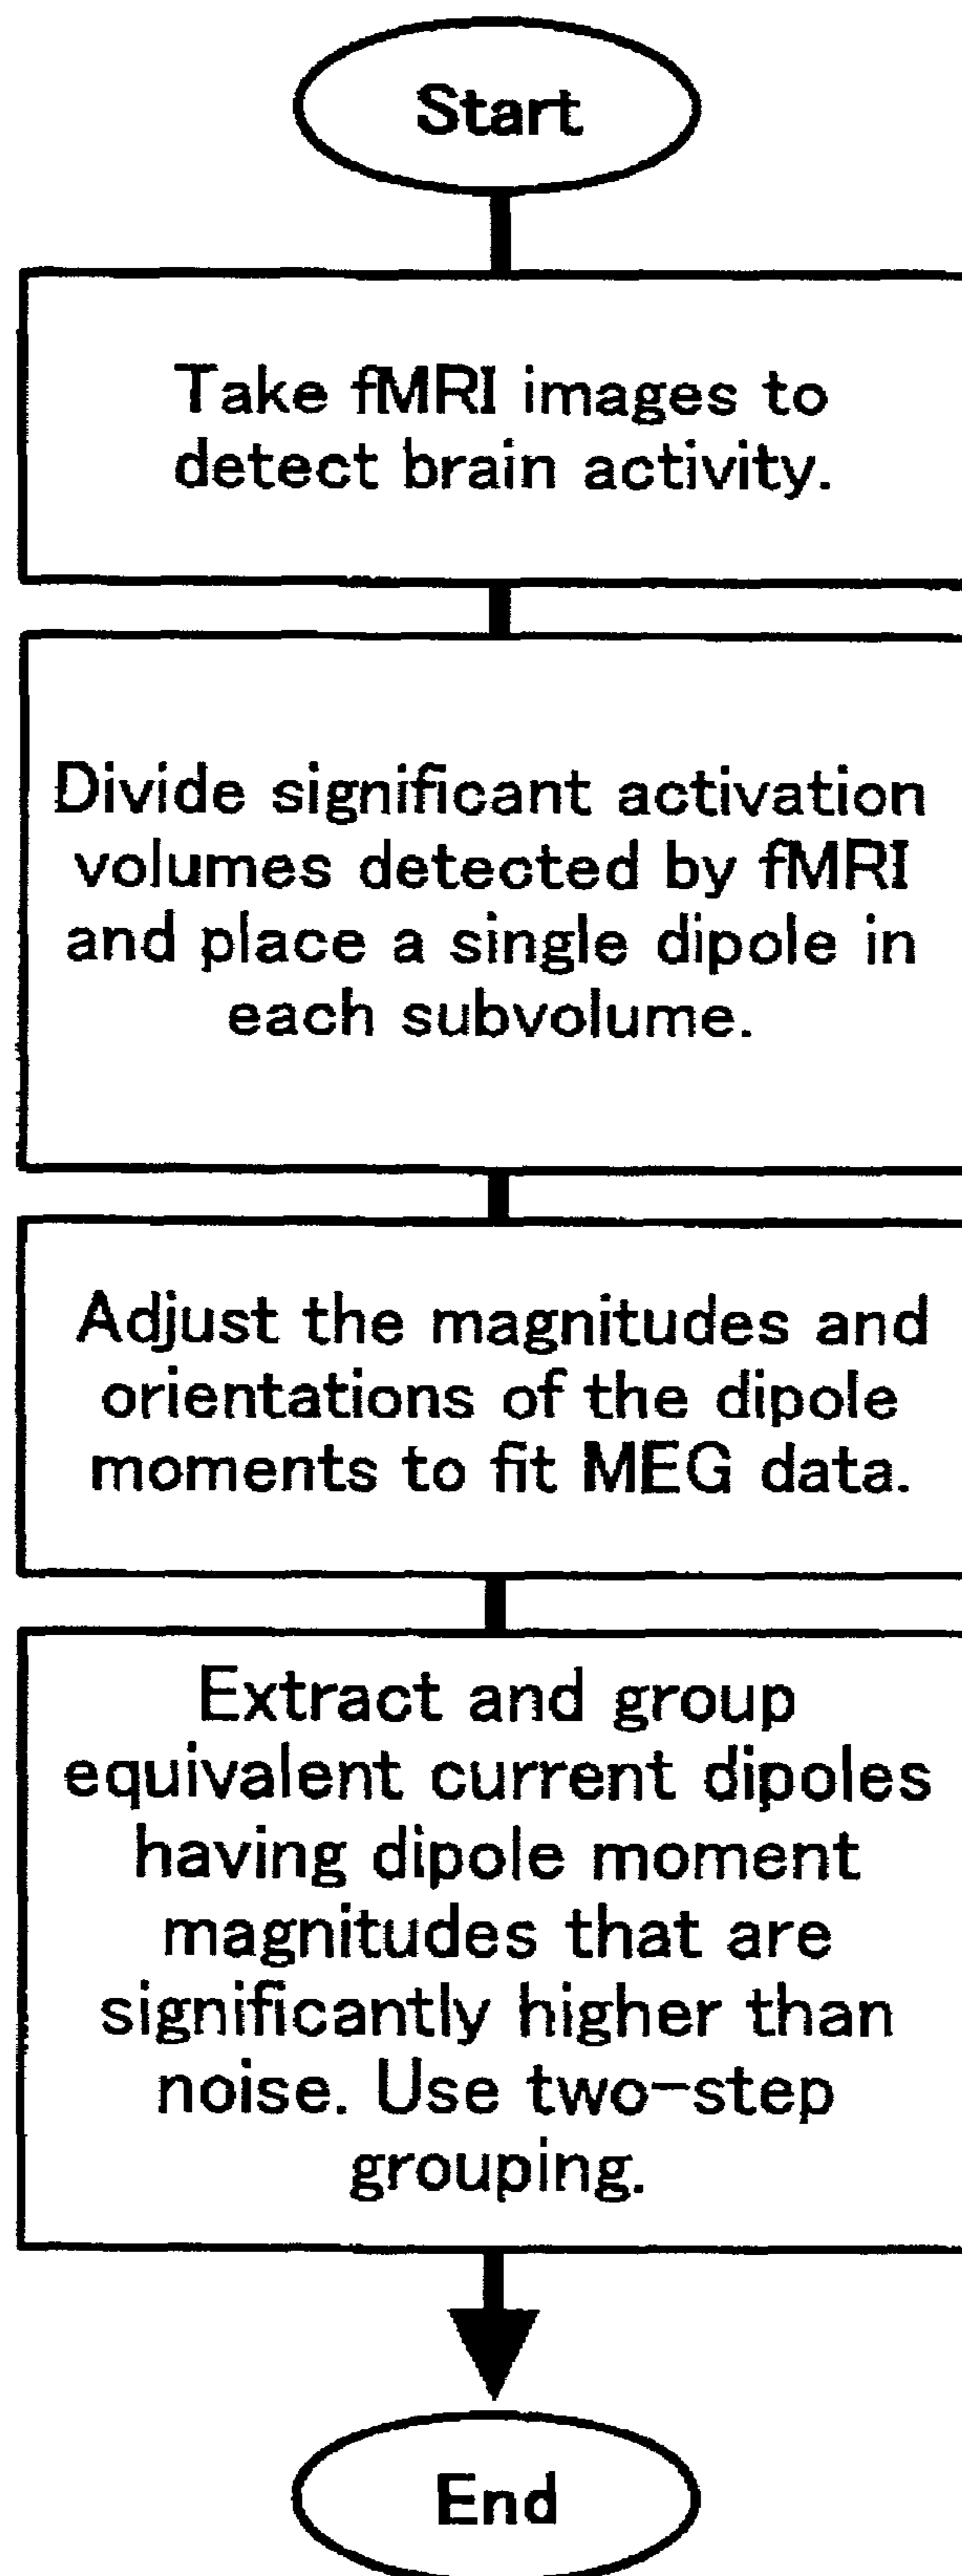 Start
Take fMRI images to
detect brain activity.
Divide significant activation
volumes detected by fMRI
and place a single dipole in
each subvolume.
Adjust the magnitudes and
orientations of the dipole
moments to fit MEG data.
Extract and group
equivalent current dipoles
having dipole moment
magnitudes that are
significantly higher than
noise. Use two-step
grouping.
End